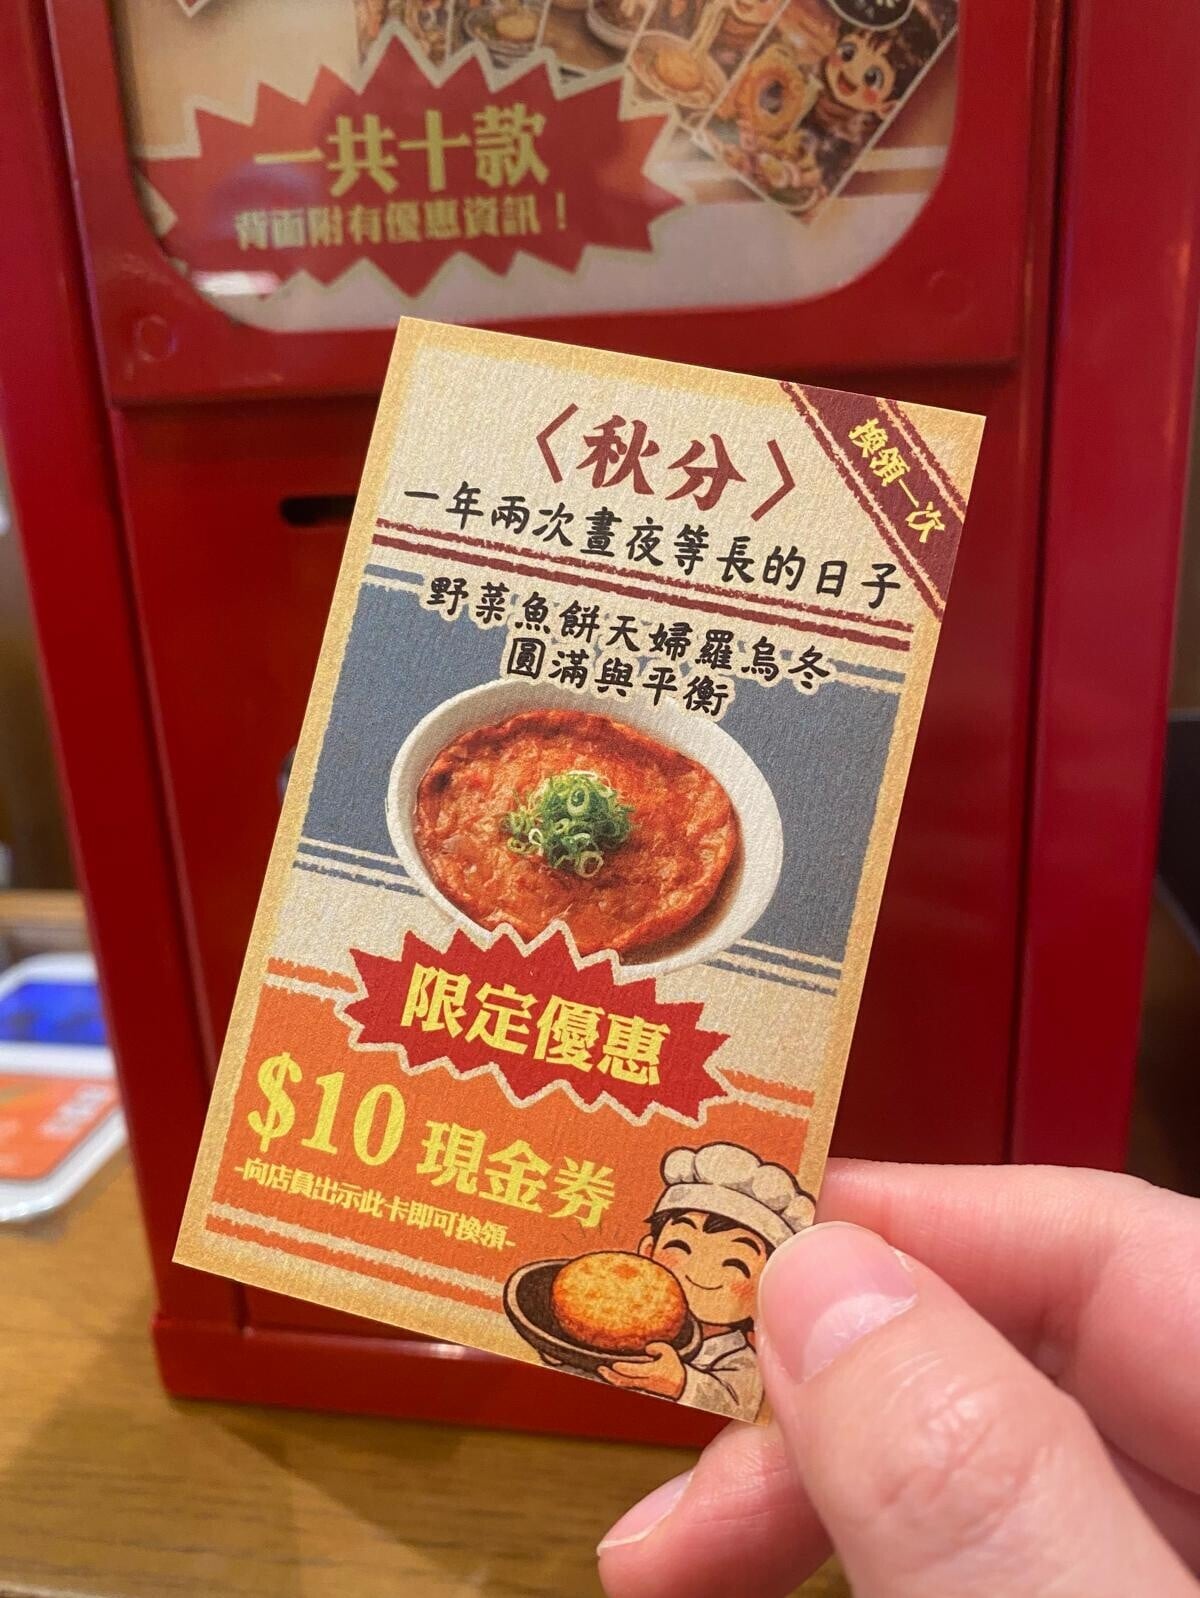 一共十款
背面附有優惠資訊！
〈秋分〉
換領一次
一年兩次晝夜等長的日子
野菜魚餅天婦羅烏冬
圓滿與平衡
限定優惠
$10現金券
-向店員出示此卡即可換領-